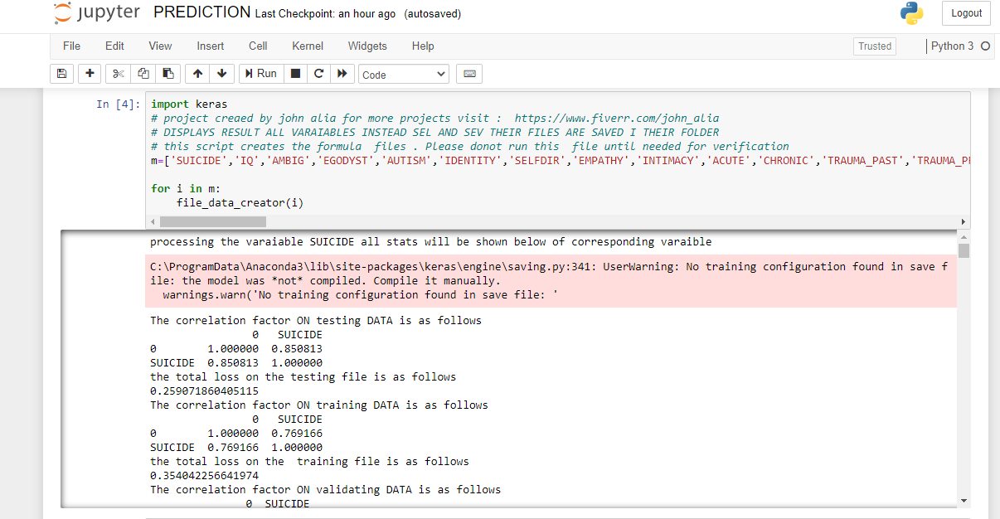 jupyter PREDICTION Last Checkpoint: an hour ago (autosaved)
Logout
File Edit View Insert Cell Kernel Widgets Help
Trusted
Python 3
Run
Code
In [4]:
import keras
# project creaed by john alia for more projects visit : https://www.fiverr.com/john_alia
# DISPLAYS RESULT ALL VARAIABLES INSTEAD SEL AND SEV THEIR FILES ARE SAVED I THEIR FOLDER
# this script creates the formula files . Please donot run this file until needed for verification
m=['SUICIDE','IQ','AMBIG','EGODYST','AUTISM','IDENTITY','SELFDIR','EMPATHY','INTIMACY','ACUTE','CHRONIC','TRAUMA_PAST','TRAUMA_P
for i in m:
file_data_creator(i)
processing the varaiable SUICIDE all stats will be shown below of corresponding varaible
C:\ProgramData\Anaconda3\lib\site-packages\keras\engine\saving.py:341: UserWarning: No training configuration found in save f
ile: the model was *not* compiled. Compile it manually.
warnings.warn('No training configuration found in save file: '
The correlation factor ON testing DATA is as follows
0 SUICIDE
0 1.000000 0.850813
SUICIDE 0.850813 1.000000
the total loss on the testing file is as follows
0.259071860405115
The correlation factor ON training DATA is as follows
0 SUICIDE
0 1.000000 0.769166
SUICIDE 0.769166 1.000000
the total loss on the training file is as follows
0.354042256641974
The correlation factor ON validating DATA is as follows
0 SUICIDE